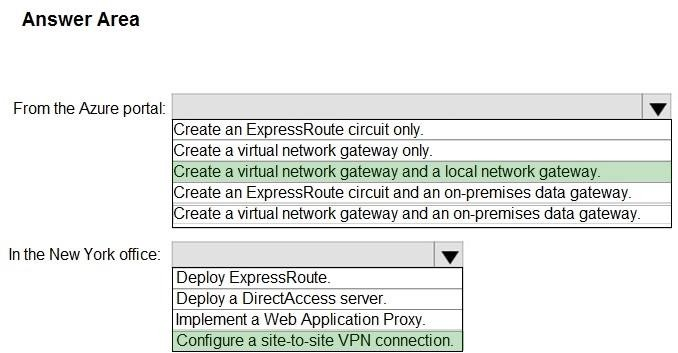 Answer Area
From the Azure portal:
Create an ExpressRoute circuit only.
Create a virtual network gateway only.
Create a virtual network gateway and a local network gateway.
Create an ExpressRoute circuit and an on-premises data gateway.
Create a virtual network gateway and an on-premises data gateway.
In the New York office:
Deploy ExpressRoute.
Deploy a DirectAccess server.
Implement a Web Application Proxy.
Configure a site-to-site VPN connection.